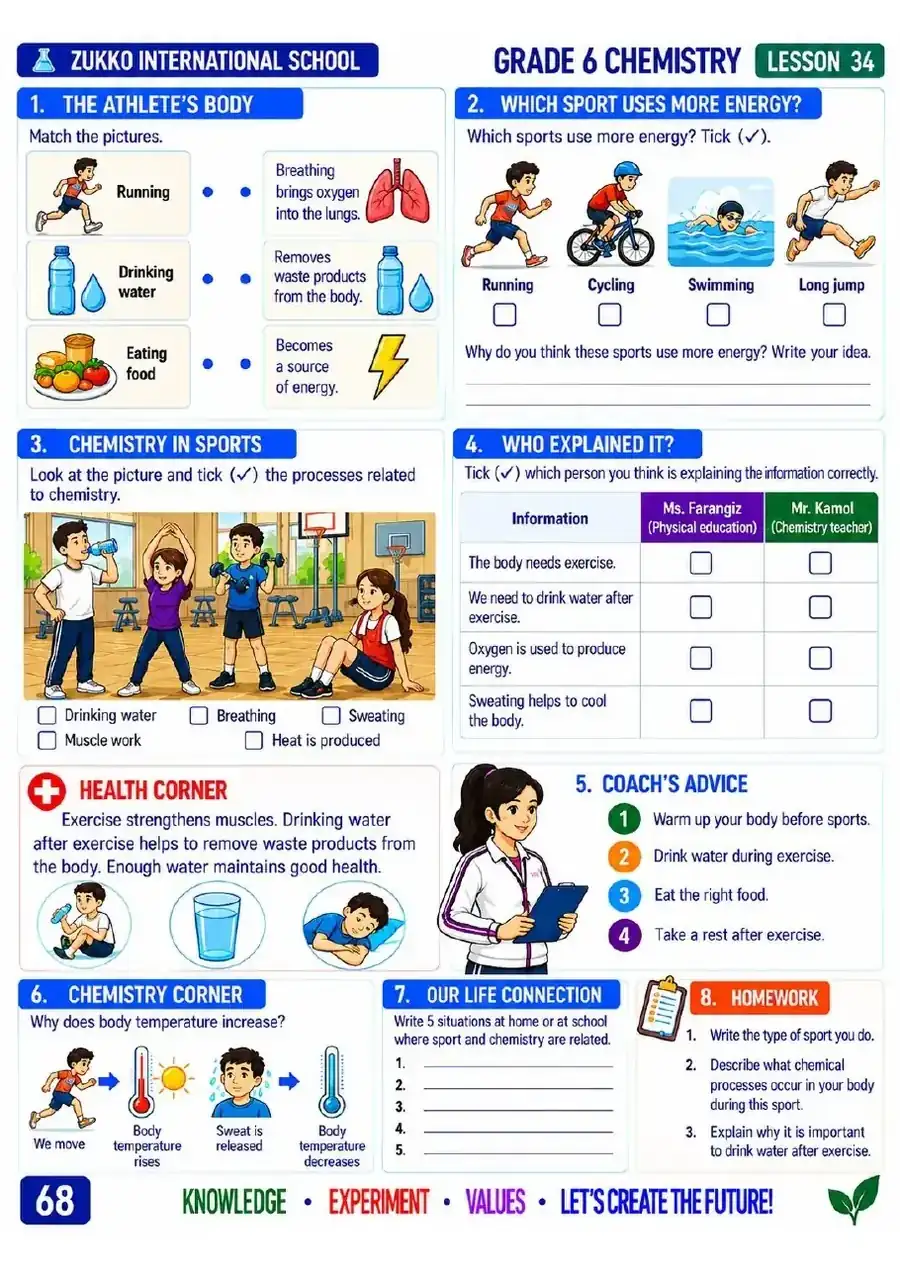 ZUKKO INTERNATIONAL SCHOOL
GRADE 6 CHEMISTRY
LESSON 34
1. THE ATHLETE'S BODY
Match the pictures.
Running
Breathing
brings oxygen
into the lungs.
Drinking
water
Removes
waste products
from the body.
Eating
food
Becomes
a source
of energy.
2. WHICH SPORT USES MORE ENERGY?
Which sports use more energy? Tick (✓).
Running
Cycling
Swimming
Long jump
Why do you think these sports use more energy? Write your idea.
3. CHEMISTRY IN SPORTS
Look at the picture and tick (✓) the processes related
to chemistry.
Drinking water
Breathing
Sweating
Muscle work
Heat is produced
4. WHO EXPLAINED IT?
Tick (✓) which person you think is explaining the information correctly.
Information
Ms. Farangiz
(Physical education)
Mr. Kamol
(Chemistry teacher)
The body needs exercise.
We need to drink water after
exercise.
Oxygen is used to produce
energy.
Sweating helps to cool
the body.
HEALTH CORNER
Exercise strengthens muscles. Drinking water
after exercise helps to remove waste products from
the body. Enough water maintains good health.
5. COACH'S ADVICE
1 Warm up your body before sports.
2 Drink water during exercise.
3 Eat the right food.
4 Take a rest after exercise.
6. CHEMISTRY CORNER
Why does body temperature increase?
We move
Body
temperature
rises
Sweat is
released
Body
temperature
decreases
7. OUR LIFE CONNECTION
Write 5 situations at home or at school
where sport and chemistry are related.
1.
2.
3.
4.
5.
8. HOMEWORK
1. Write the type of sport you do.
2. Describe what chemical
processes occur in your body
during this sport.
3. Explain why it is important
to drink water after exercise.
68
KNOWLEDGE • EXPERIMENT • VALUES • LET'S CREATE THE FUTURE!